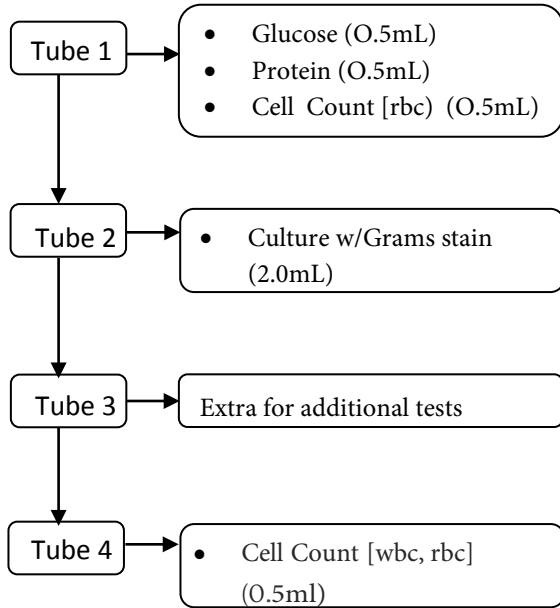 Tube 1
• Glucose (O.5mL)
• Protein (O.5mL)
• Cell Count [rbc) (O.5mL)
Tube 2
• Culture w/Grams stain
(2.0mL)
Tube 3
Extra for additional tests
Tube 4
• Cell Count [wbc, rbc]
(O.5ml)